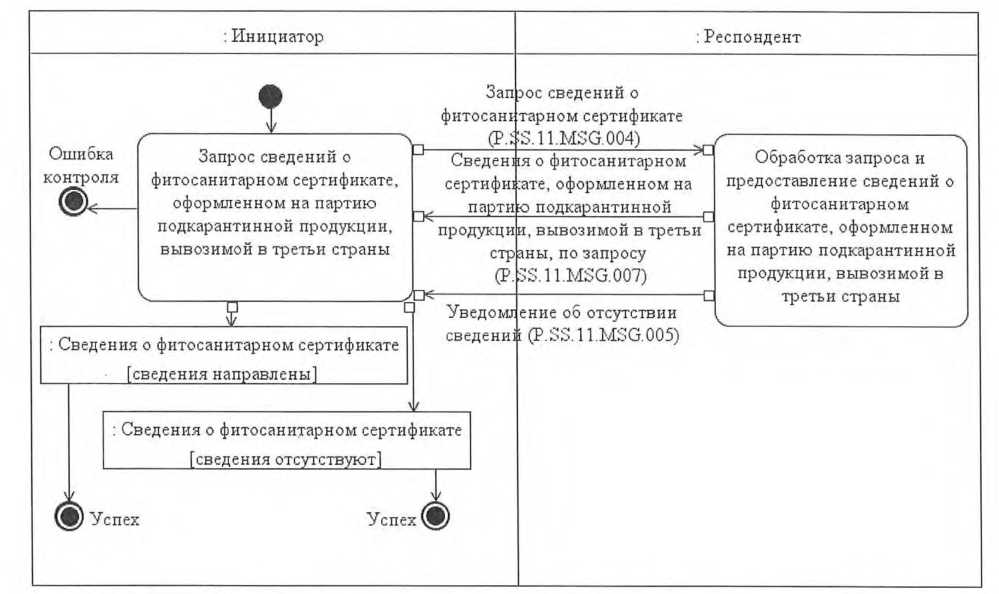 : Инициатор
: Респондент
Запрос сведений о
фитосанитарном сертификате
(P.SS.11.MSG.004)
Ошибка
контроля
Запрос сведений о
фитосанитарном сертификате,
оформленном на партию
подкарантинной продукции,
вывозимой в третьи страны
Сведения о фитосанитарном
сертификате, оформленном на
партию подкарантинной
продукции, вывозимой в третьи
страны, по запросу
(P.SS.11.MSG.007)
Обработка запроса и
предоставление сведений о
фитосанитарном
сертификате, оформленном
на партию подкарантинной
продукции, вывозимой в
третьи страны
Уведомление об отсутствии
сведений (P.SS.11.MSG.005)
: Сведения о фитосанитарном сертификате
[сведения направлены]
: Сведения о фитосанитарном сертификате
[сведения отсутствуют]
Успех
Успех